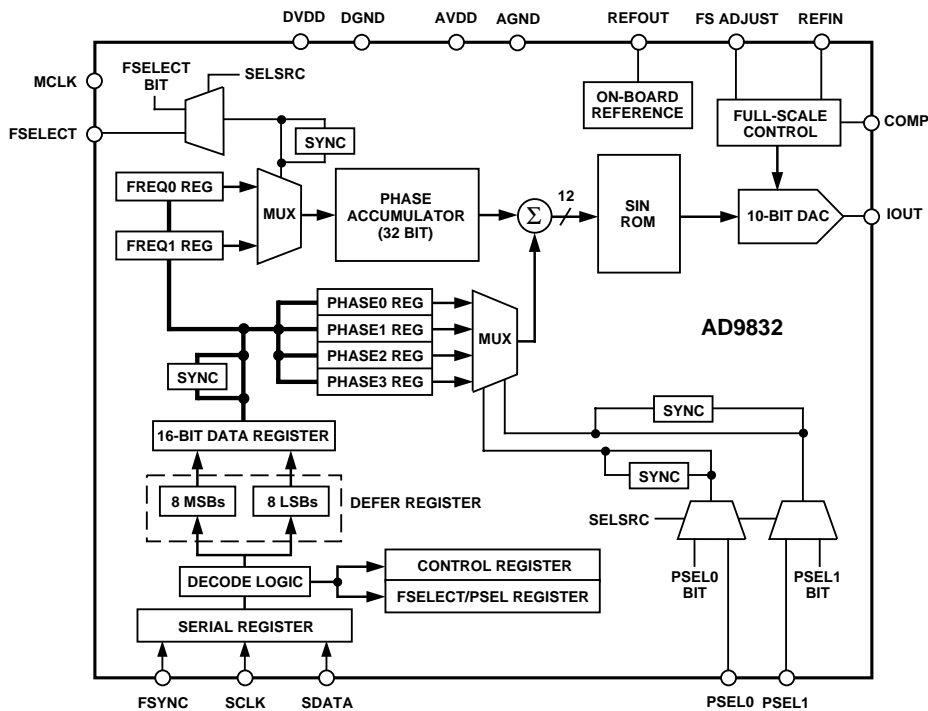 DVDD
DGND
AVDD
AGND
REFOUT
FS ADJUST
REFIN
MCLK
FSELECT
BIT
SELSRC
ON-BOARD
REFERENCE
FULL-SCALE
CONTROL
COMP
FSELECT
SYNC
FREQ0 REG
MUX
PHASE
ACCUMULATOR
(32 BIT)
Σ
12
SIN
ROM
10-BIT DAC
IOUT
FREQ1 REG
PHASE0 REG
PHASE1 REG
PHASE2 REG
PHASE3 REG
MUX
AD9832
SYNC
SYNC
16-BIT DATA REGISTER
SYNC
8 MSBs
8 LSBs
DEFER REGISTER
SELSRC
DECODE LOGIC
CONTROL REGISTER
FSELECT/PSEL REGISTER
PSEL0
BIT
PSEL1
BIT
SERIAL REGISTER
FSYNC
SCLK
SDATA
PSEL0
PSEL1